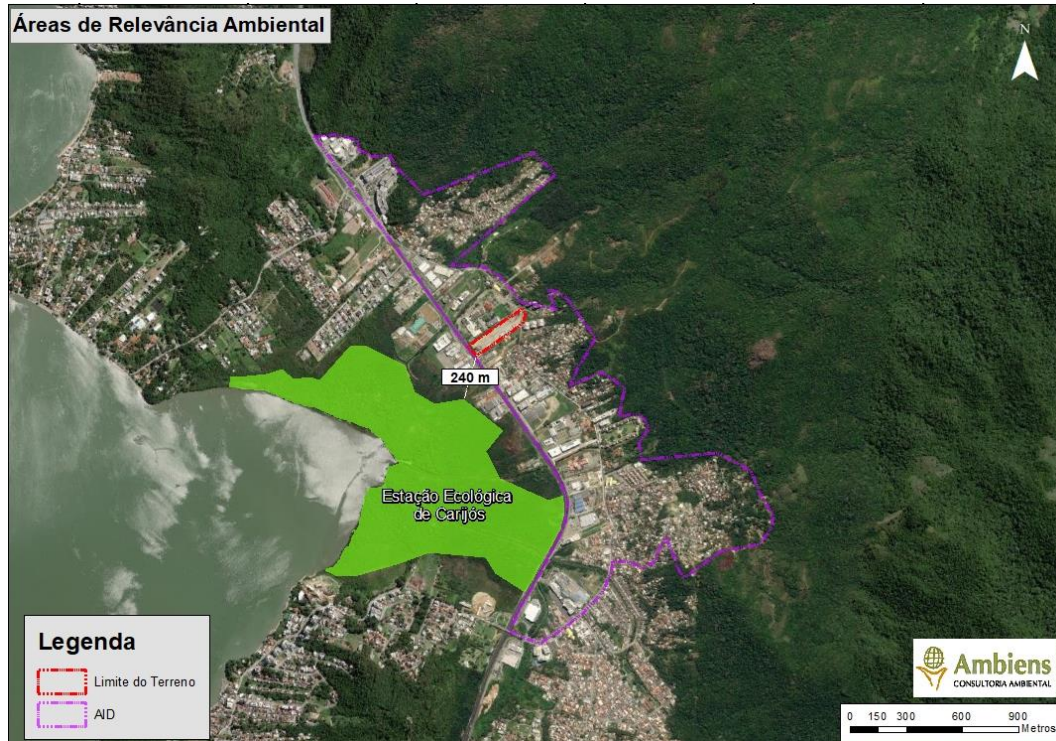 Áreas de Relevância Ambiental
N
240 m
Estação Ecológica
de Carijós
Legenda
Limite do Terreno
AID
Ambiens
CONSULTORIA AMBIENTAL
0 150 300 600 900
Metros